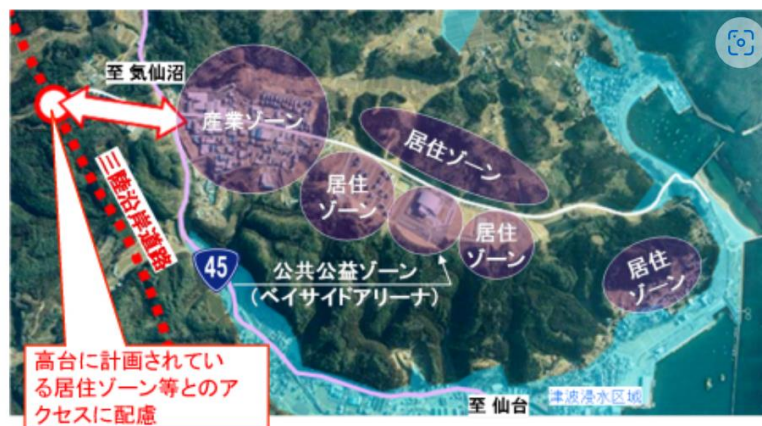 至 気仙沼
産業ゾーン
居住ゾーン
三陸沿岸道路
居住
ゾーン
居住
ゾーン
居住
ゾーン
45
公共公益ゾーン
(ベイサイドアリーナ)
高台に計画されてい
る居住ゾーン等とのア
クセスに配慮
至 仙台
津波浸水区域